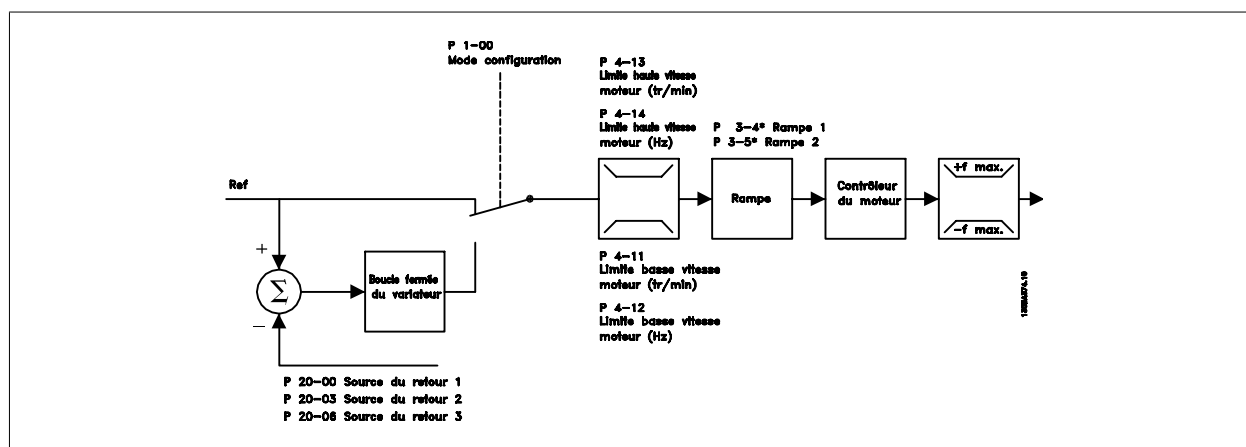 P 1-00
Mode configuration
P 4-13
Limite haute vitesse
moteur (tr/min)
P 4-14
Limite haute vitesse
moteur (Hz)
P 3-4* Rampe 1
P 3-5* Rampe 2
Ref
+
Σ
−
Boucle fermée
du variateur
Rampe
Contrôleur
du moteur
+f max.
−f max.
P 4-11
Limite basse vitesse
moteur (tr/min)
P 4-12
Limite basse vitesse
moteur (Hz)
P 20-00 Source du retour 1
P 20-03 Source du retour 2
P 20-06 Source du retour 3